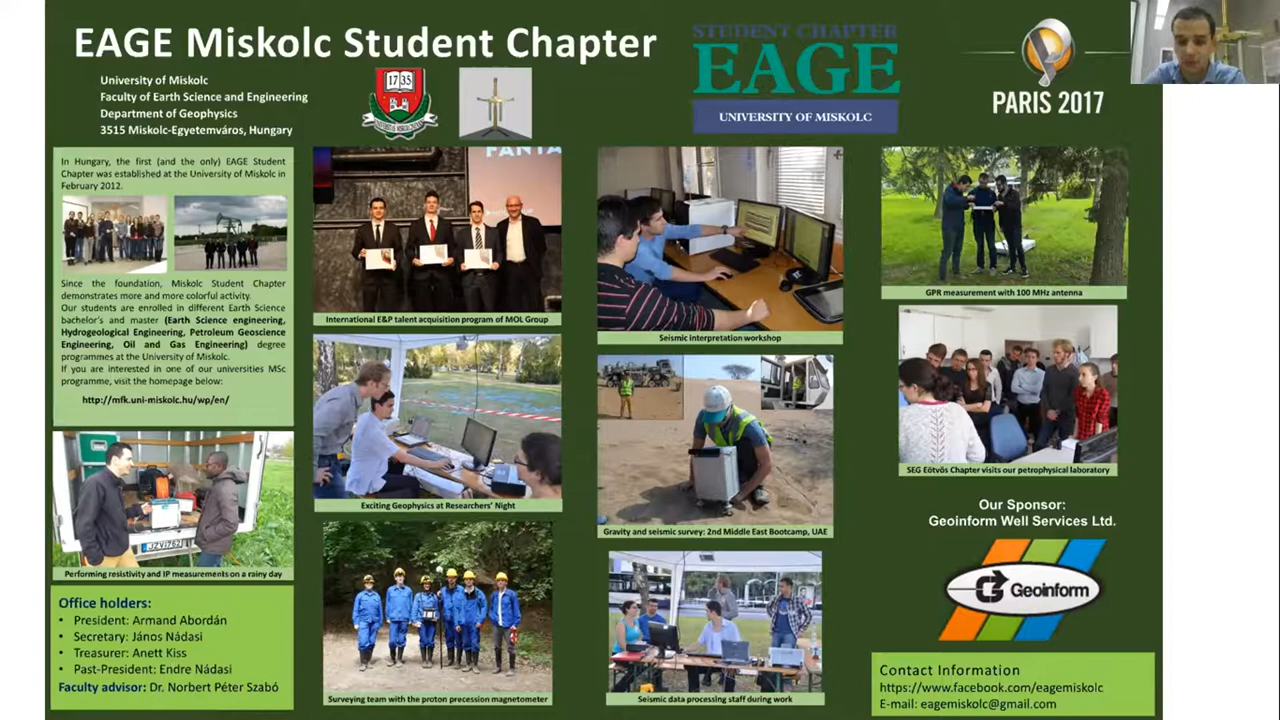 EAGE Miskolc Student Chapter
University of Miskolc
Faculty of Earth Science and Engineering
Department of Geophysics
3515 Miskolc-Egyetemváros, Hungary
17 35
STUDENT CHAPTER
EAGE
UNIVERSITY OF MISKOLC
PARIS 2017
In Hungary, the first (and the only) EAGE Student
Chapter was established at the University of Miskolc in
February 2012.
Since the foundation, Miskolc Student Chapter
demonstrates more and more colorful activity.
Our students are enrolled in different Earth Science
bachelor's and master (Earth Science engineering,
Hydrogeological Engineering, Petroleum Geoscience
Engineering, Oil and Gas Engineering) degree
programmes at the University of Miskolc.
If you are interested in one of our universities MSc
programme, visit the homepage below:
http://mfk.uni-miskolc.hu/wp/en/
Performing resistivity and IP measurements on a rainy day
Office holders:
• President: Armand Abordán
• Secretary: János Nádasi
• Treasurer: Anett Kiss
• Past-President: Endre Nádasi
Faculty advisor: Dr. Norbert Péter Szabó
FANTA
International E&P talent acquisition program of MOL Group
Exciting Geophysics at Researchers' Night
Surveying team with the proton precession magnetometer
Seismic interpretation workshop
Gravity and seismic survey: 2nd Middle East Bootcamp, UAE
Seismic data processing staff during work
GPR measurement with 100 MHz antenna
SEG Eötvös Chapter visits our petrophysical laboratory
Our Sponsor:
Geoinform Well Services Ltd.
Geoinform
Contact Information
https://www.facebook.com/eagemiskolc
E-mail: eagemiskolc@gmail.com